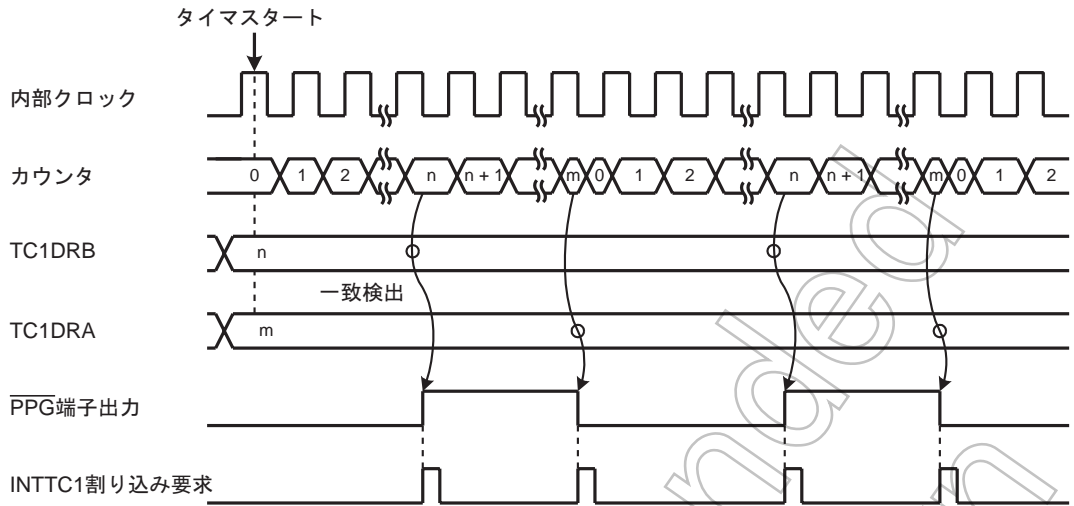 タイマスタート
内部クロック
カウンタ 0 1 2 n n + 1 m 0 1 2 n n + 1 m 0 1 2
TC1DRB n
一致検出
TC1DRA m
PPG端子出力
INTTC1割り込み要求